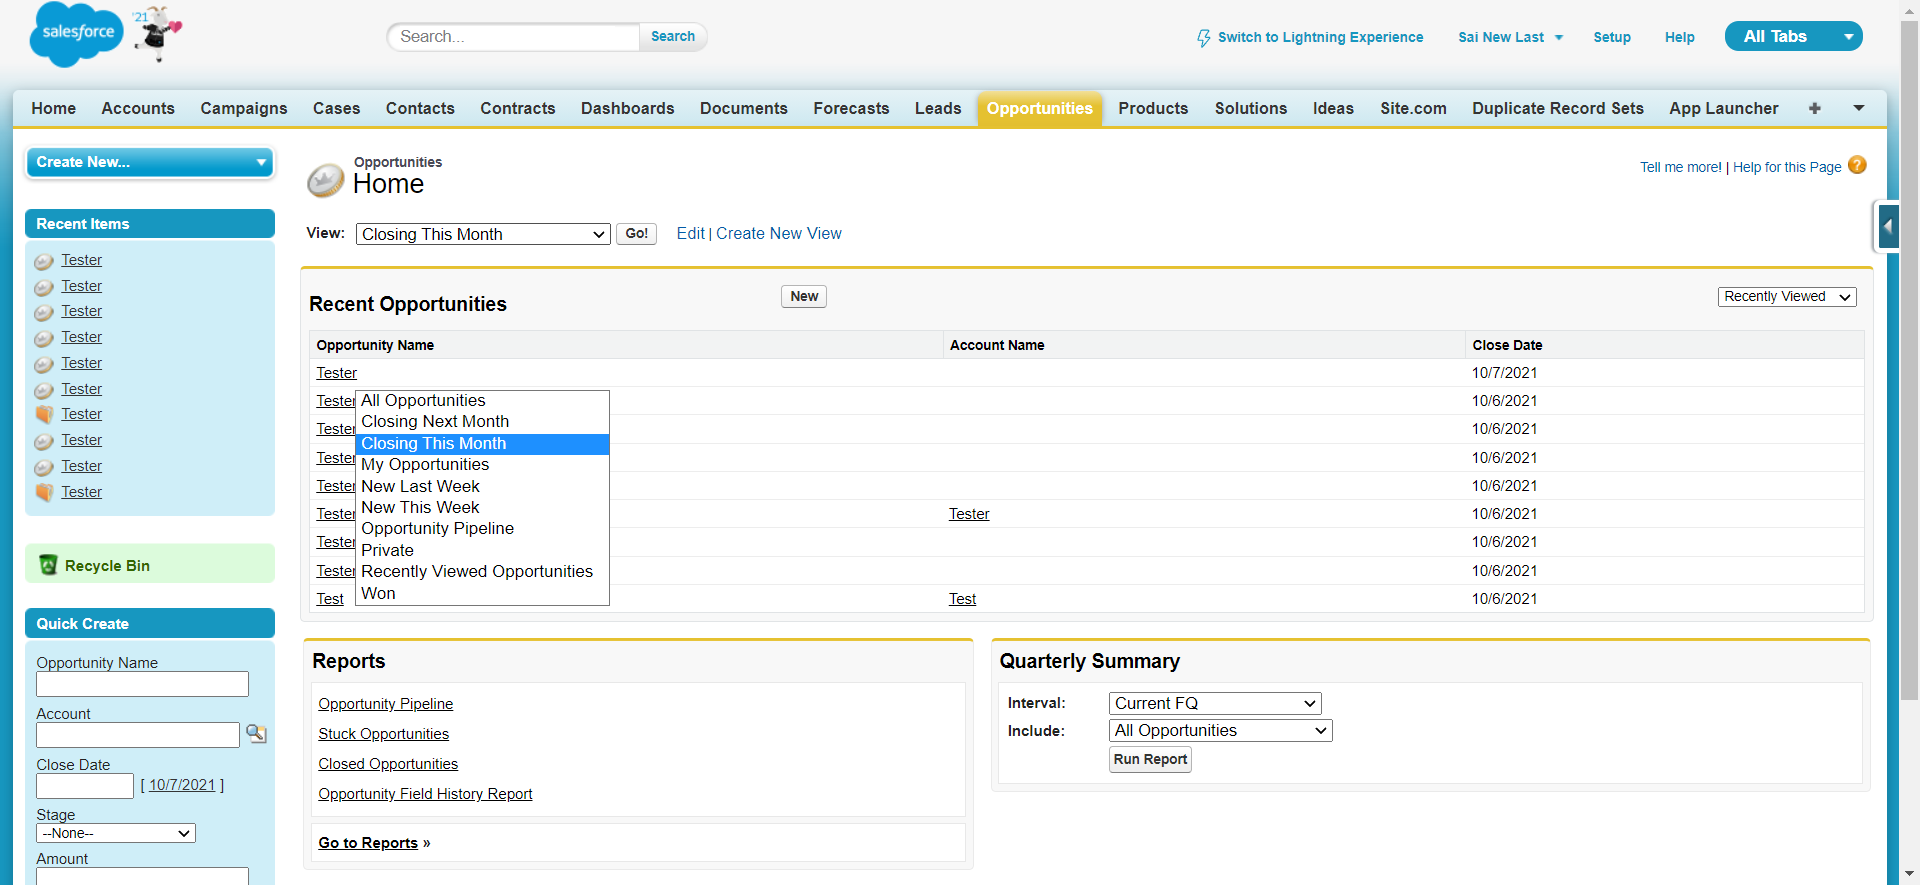 salesforce '21
Search... Search
Switch to Lightning Experience Sai New Last Setup Help All Tabs
Home Accounts Campaigns Cases Contacts Contracts Dashboards Documents Forecasts Leads Opportunities Products Solutions Ideas Site.com Duplicate Record Sets App Launcher +
Create New...
Recent Items
Tester
Tester
Tester
Tester
Tester
Tester
Tester
Tester
Tester
Tester
Recycle Bin
Quick Create
Opportunity Name
Account
Close Date
[ 10/7/2021 ]
Stage
--None--
Amount
Opportunities
Home
Tell me more! | Help for this Page ?
View: Closing This Month Go! Edit | Create New View
Recent Opportunities New Recently Viewed
Opportunity Name Account Name Close Date
Tester 10/7/2021
Tester 10/6/2021
Tester 10/6/2021
Tester 10/6/2021
Tester 10/6/2021
Tester Tester 10/6/2021
Tester 10/6/2021
Tester 10/6/2021
Test Test 10/6/2021
All Opportunities
Closing Next Month
Closing This Month
My Opportunities
New Last Week
New This Week
Opportunity Pipeline
Private
Recently Viewed Opportunities
Won
Reports
Opportunity Pipeline
Stuck Opportunities
Closed Opportunities
Opportunity Field History Report
Go to Reports »
Quarterly Summary
Interval: Current FQ
Include: All Opportunities
Run Report